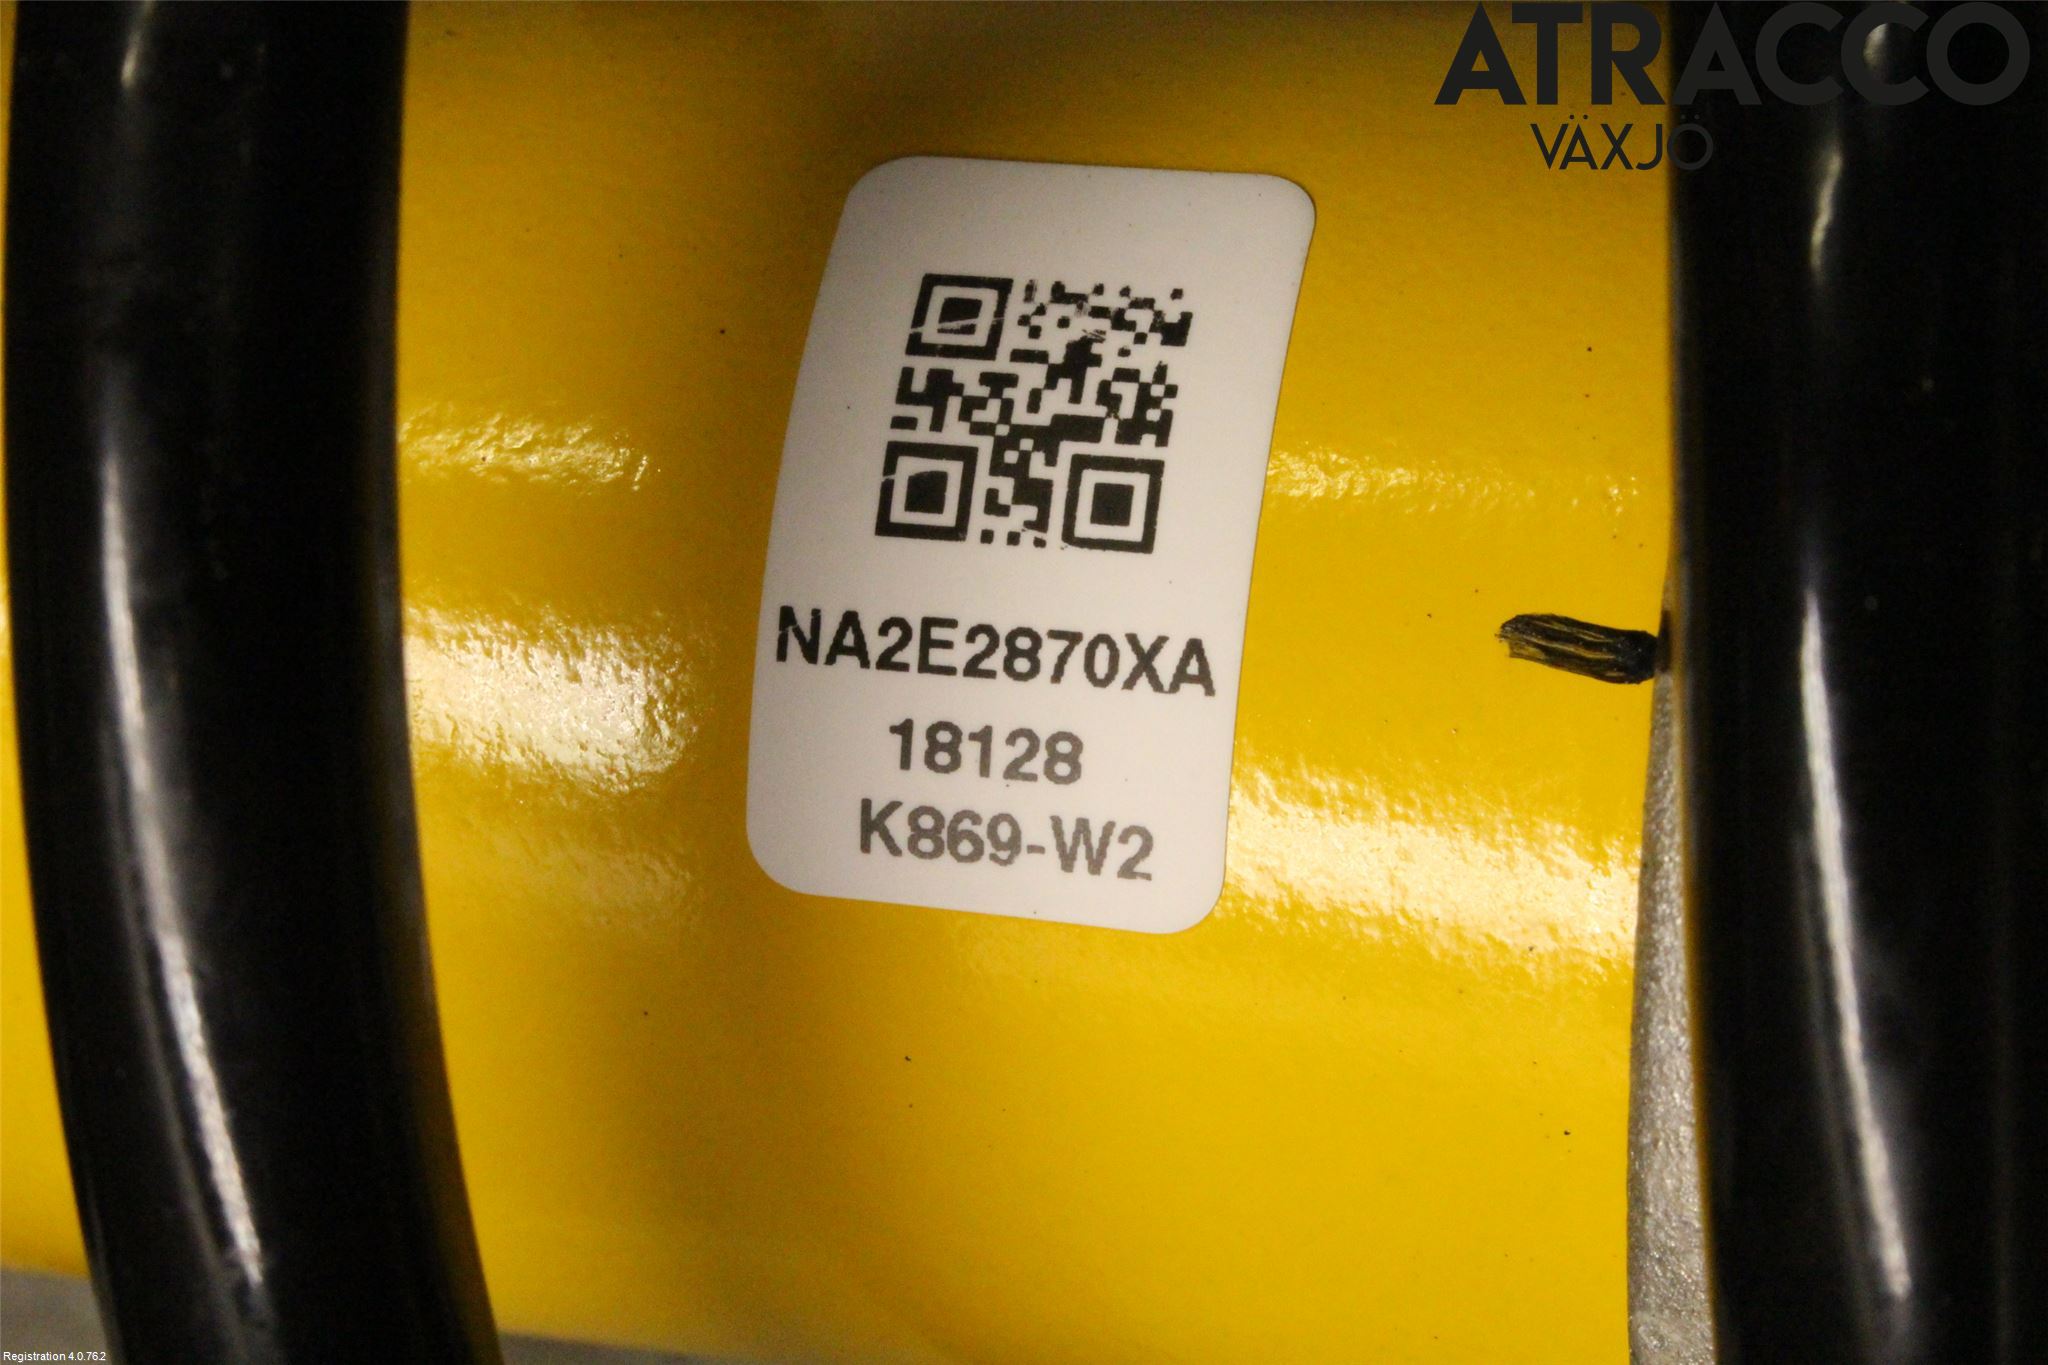 ATRACCO
VÄXJÖ
NA2E2870XA
18128
K869-W2
Registration 4.0.762